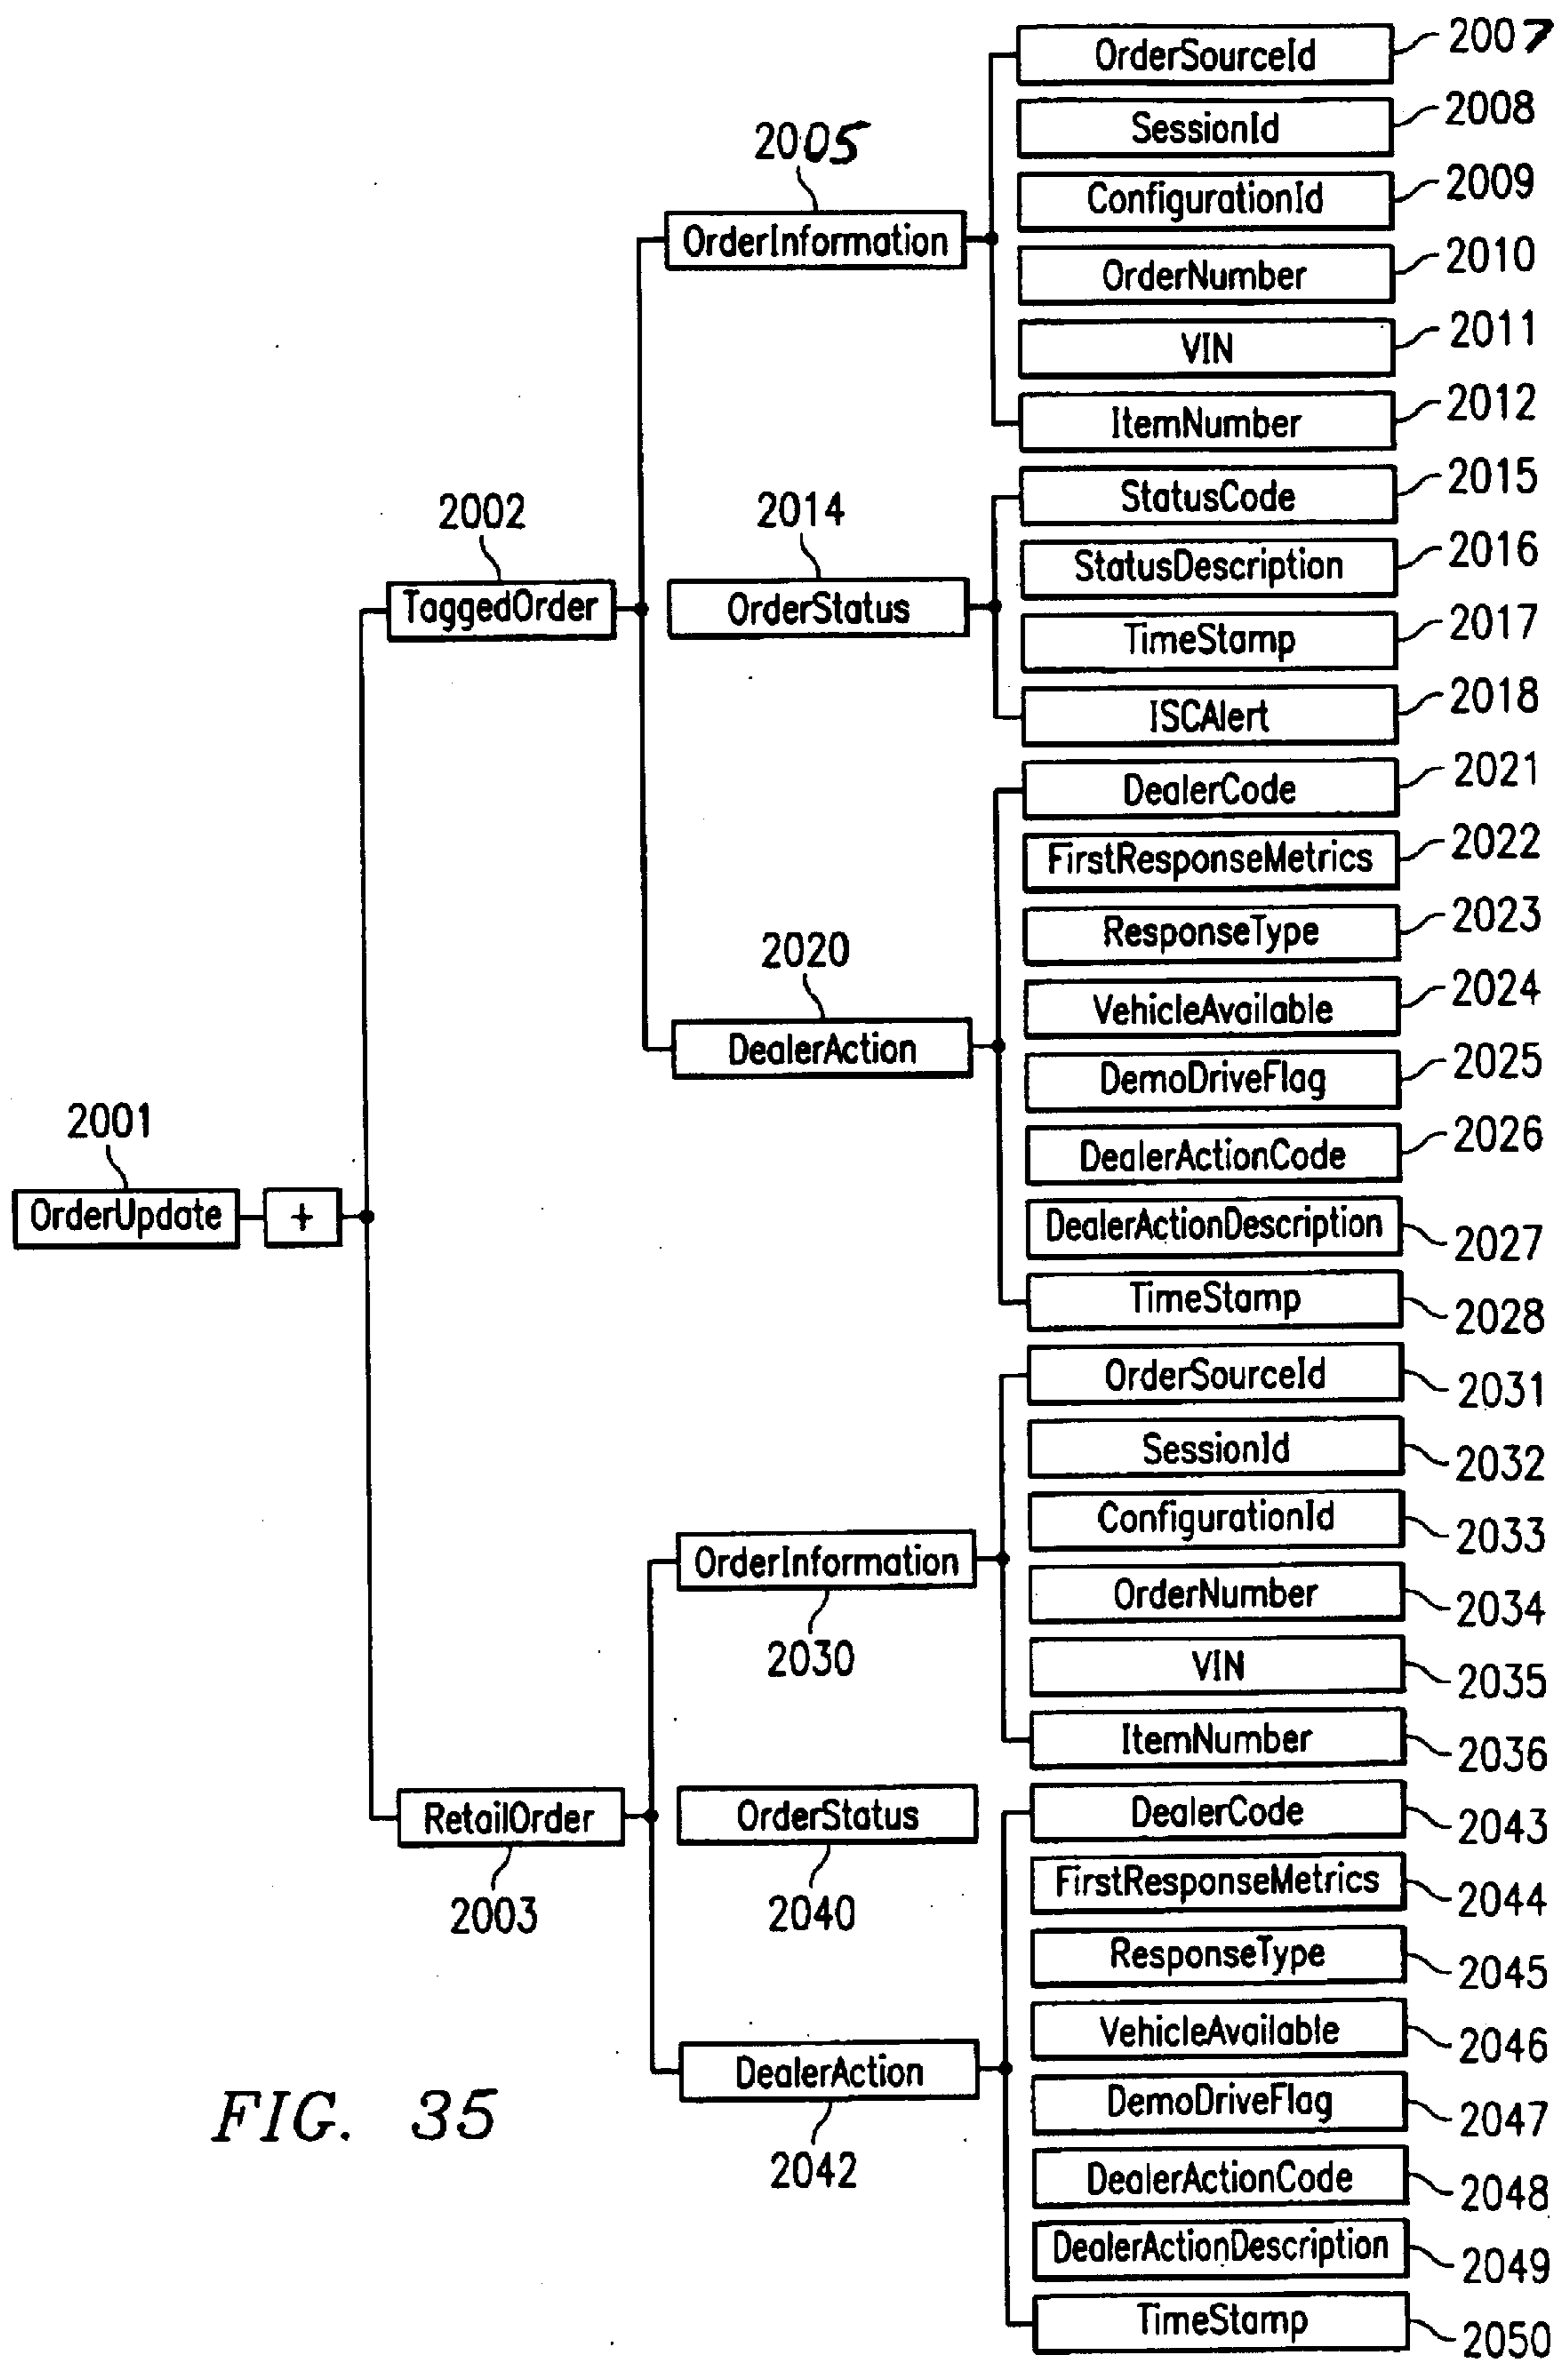 OrderSourceId 2007
2005
SessionId 2008
ConfigurationId 2009
OrderInformation
OrderNumber 2010
VIN 2011
ItemNumber 2012
2002
2014
StatusCode 2015
StatusDescription 2016
TaggedOrder
OrderStatus
TimeStamp 2017
ISCAlert 2018
DealerCode 2021
FirstResponseMetrics 2022
2020
ResponseType 2023
VehicleAvailable 2024
DealerAction
DemoDriveFlag 2025
2001
DealerActionCode 2026
OrderUpdate +
DealerActionDescription 2027
TimeStamp 2028
OrderSourceId 2031
SessionId 2032
ConfigurationId 2033
OrderInformation
OrderNumber 2034
2030
VIN 2035
ItemNumber 2036
RetailOrder
OrderStatus
DealerCode 2043
2003
2040
FirstResponseMetrics 2044
ResponseType 2045
VehicleAvailable 2046
DealerAction
DemoDriveFlag 2047
FIG. 35
2042
DealerActionCode 2048
DealerActionDescription 2049
TimeStamp 2050